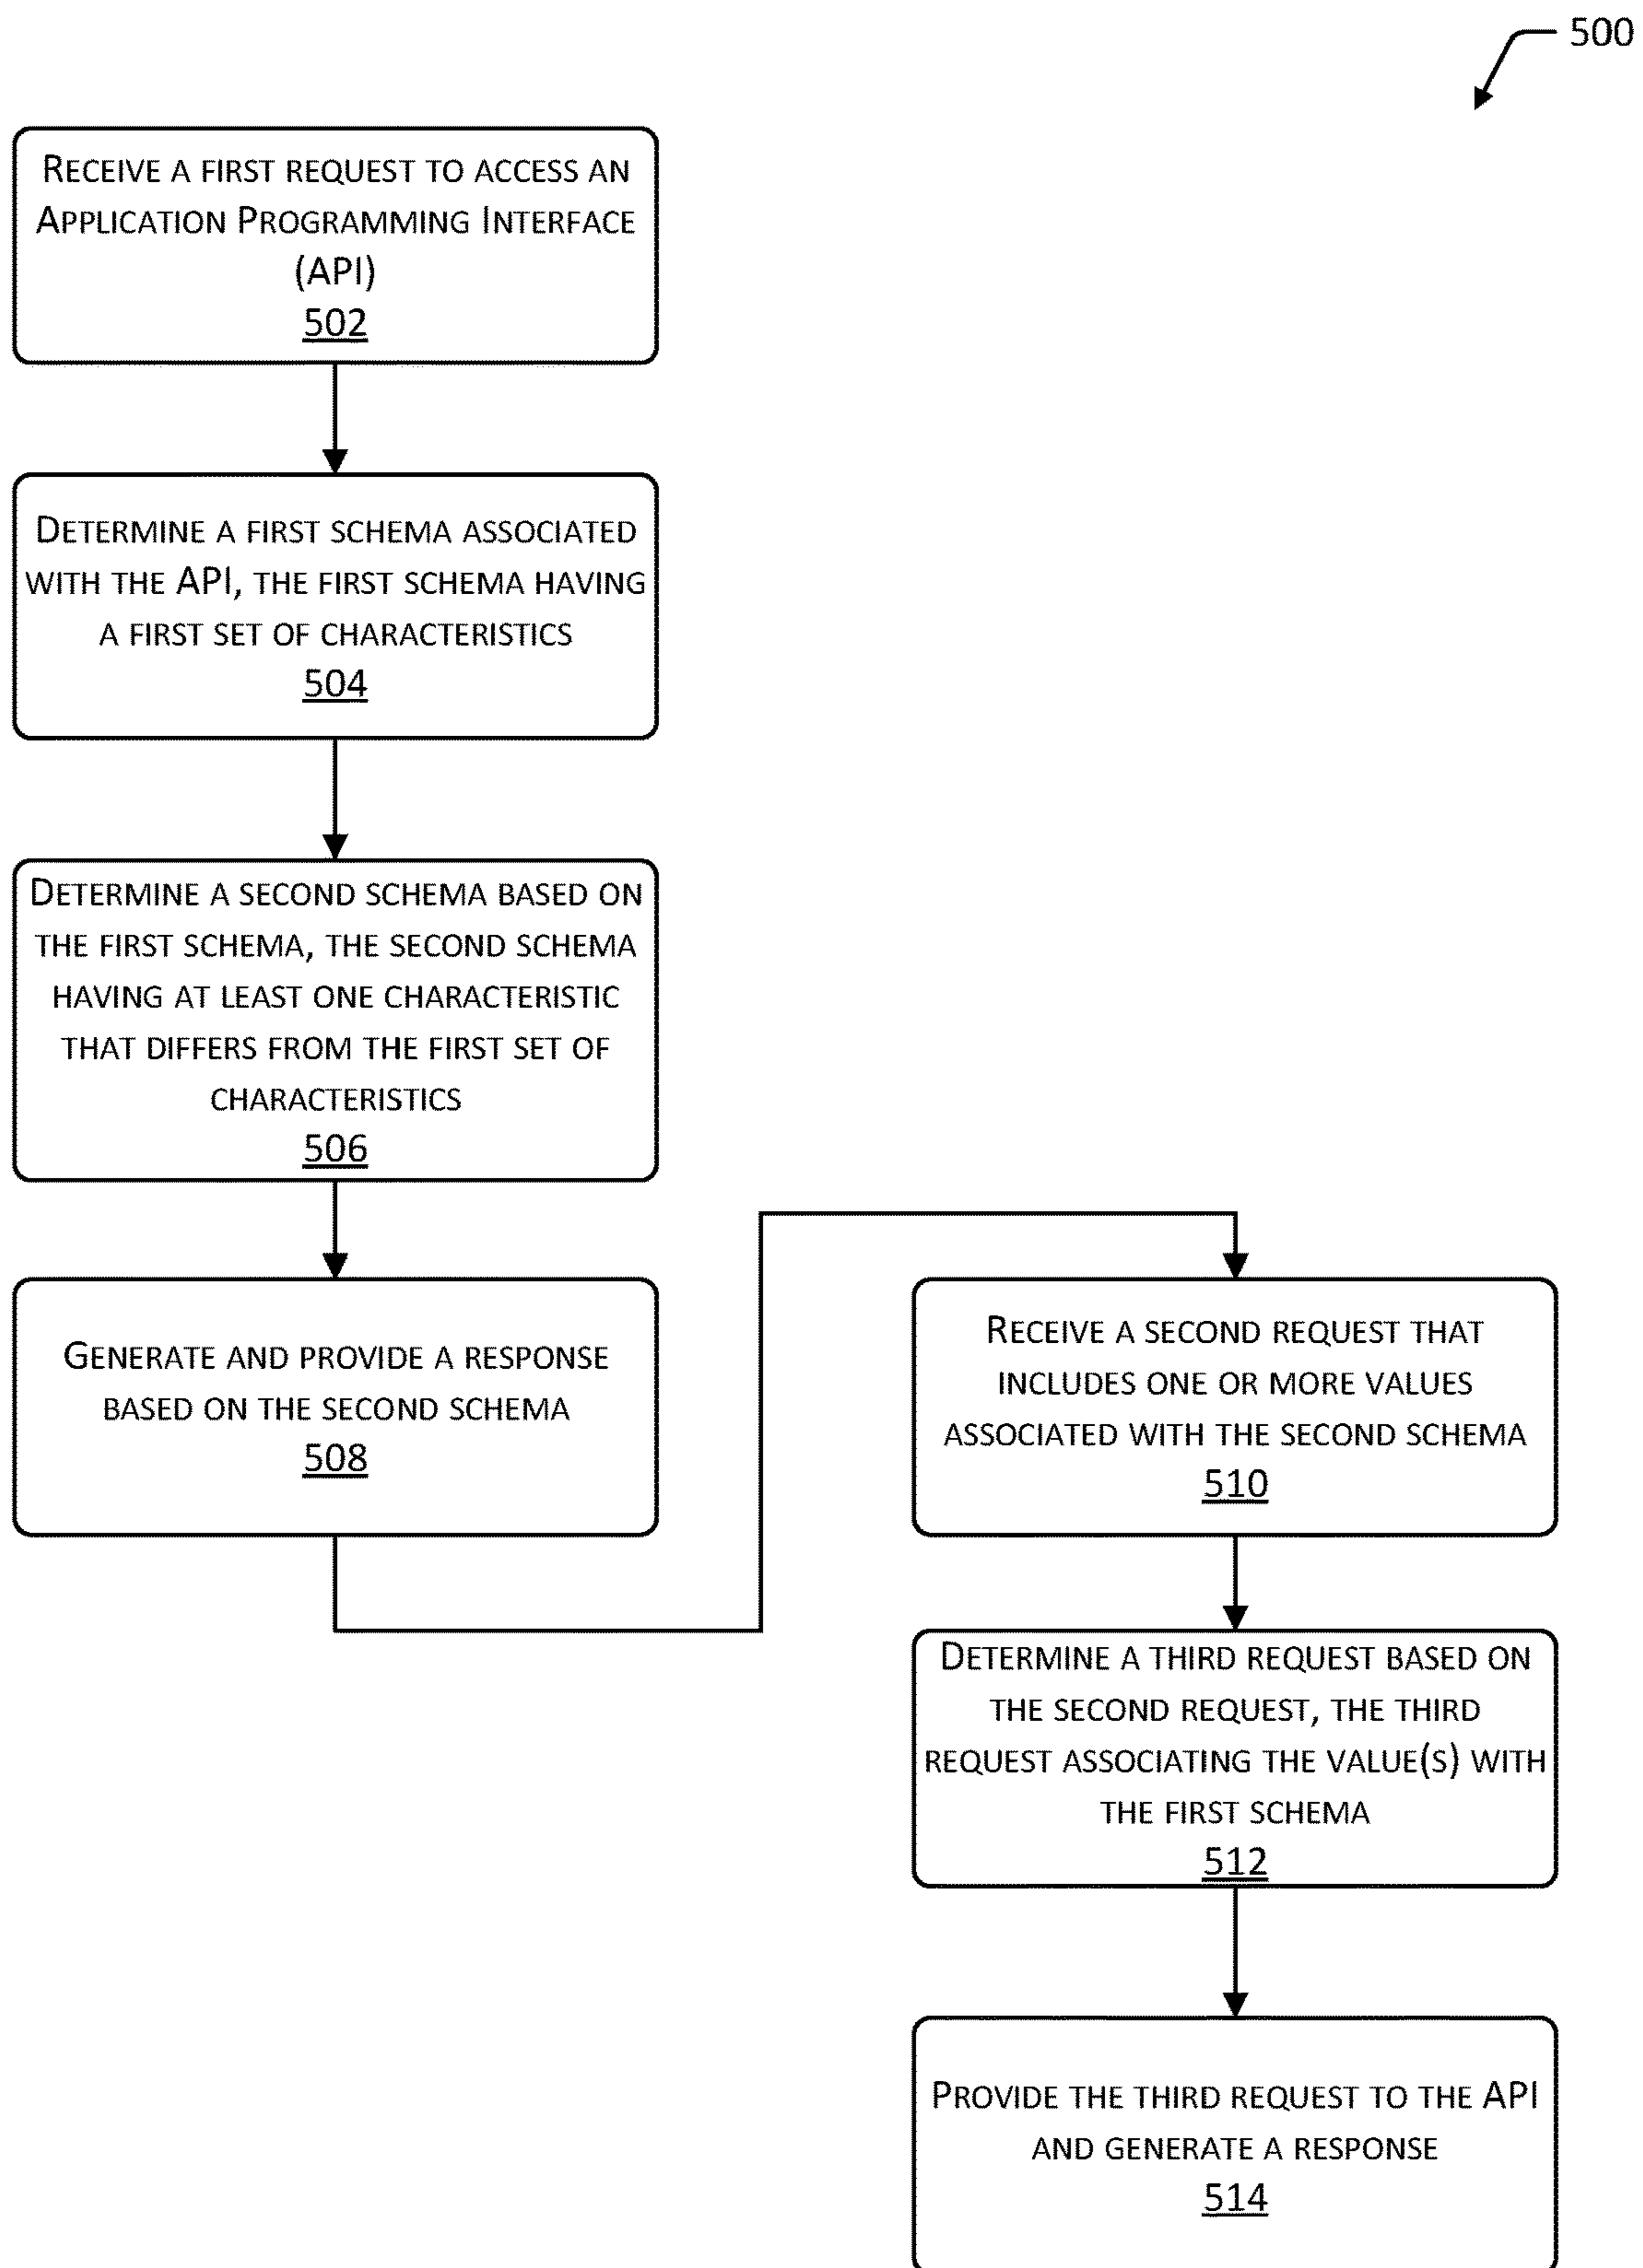 500
RECEIVE A FIRST REQUEST TO ACCESS AN
APPLICATION PROGRAMMING INTERFACE
(API)
502
DETERMINE A FIRST SCHEMA ASSOCIATED
WITH THE API, THE FIRST SCHEMA HAVING
A FIRST SET OF CHARACTERISTICS
504
DETERMINE A SECOND SCHEMA BASED ON
THE FIRST SCHEMA, THE SECOND SCHEMA
HAVING AT LEAST ONE CHARACTERISTIC
THAT DIFFERS FROM THE FIRST SET OF
CHARACTERISTICS
506
GENERATE AND PROVIDE A RESPONSE
BASED ON THE SECOND SCHEMA
508
RECEIVE A SECOND REQUEST THAT
INCLUDES ONE OR MORE VALUES
ASSOCIATED WITH THE SECOND SCHEMA
510
DETERMINE A THIRD REQUEST BASED ON
THE SECOND REQUEST, THE THIRD
REQUEST ASSOCIATING THE VALUE(S) WITH
THE FIRST SCHEMA
512
PROVIDE THE THIRD REQUEST TO THE API
AND GENERATE A RESPONSE
514